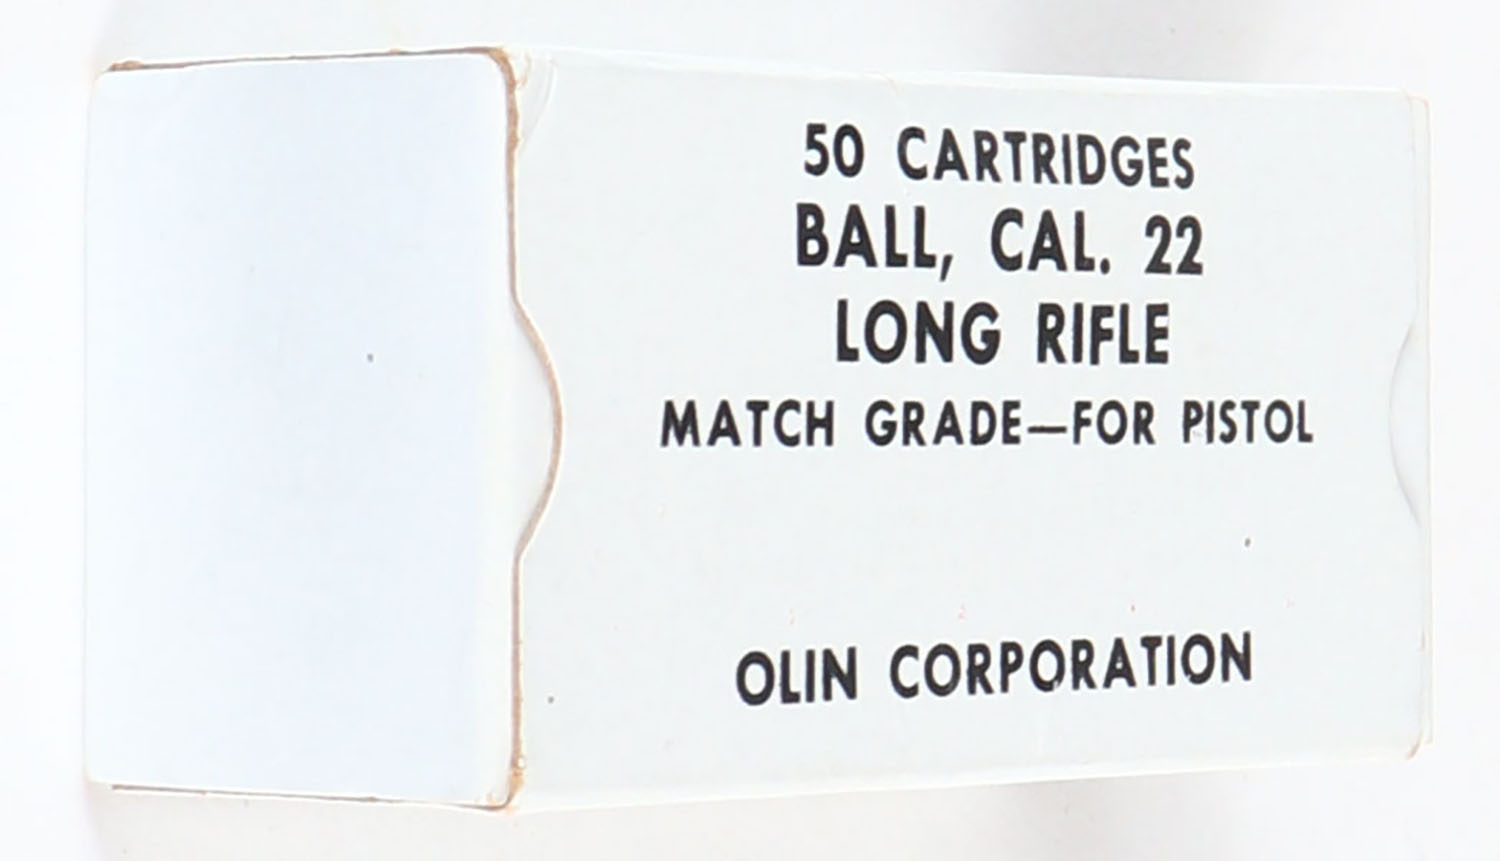 50 CARTRIDGES
BALL, CAL. 22
LONG RIFLE
MATCH GRADE—FOR PISTOL
OLIN CORPORATION